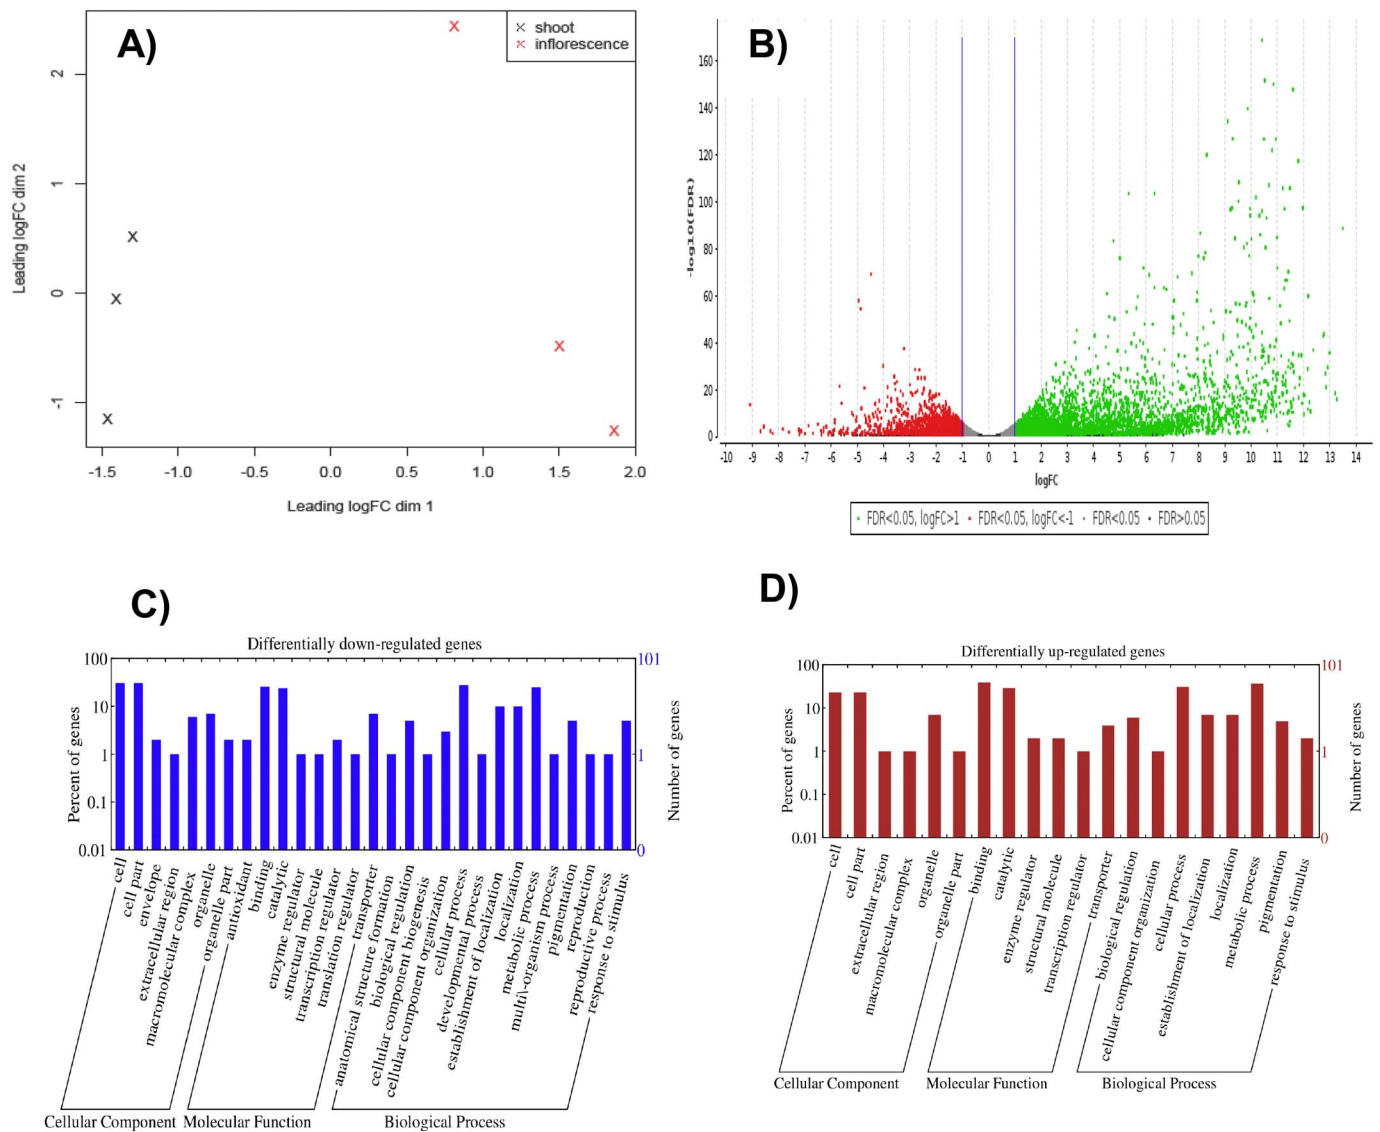 A)
shoot
inflorescence
2
1
0
-1
Leading logFC dim 2
-1.5 -1.0 -0.5 0.0 0.5 1.0 1.5 2.0
Leading logFC dim 1
B)
160
140
120
100
80
60
40
20
0
-log10(FDR)
-10 -9 -8 -7 -6 -5 -4 -3 -2 -1 0 1 2 3 4 5 6 7 8 9 10 11 12 13 14
logFC
FDR<0.05, logFC>1 FDR<0.05, logFC<-1 FDR<0.05 FDR>0.05
C)
Differentially down-regulated genes
100
10
1
0.1
0.01
Percent of genes
101
1
0
Number of genes
cell
cell part
envelope
extracellular region
macromolecular complex
organelle
organelle part
antioxidant
binding
catalytic
enzyme regulator
structural molecule
transcription regulator
translation regulator
transporter
anatomical structure formation
biological regulation
cellular component biogenesis
cellular component organization
cellular process
developmental process
establishment of localization
localization
metabolic process
multi\-organism process
pigmentation
reproduction
reproductive process
response to stimulus
Cellular Component Molecular Function Biological Process
D)
Differentially up-regulated genes
100
10
1
0.1
0.01
Percent of genes
101
1
0
Number of genes
cell
cell part
extracellular region
macromolecular complex
organelle
organelle part
binding
catalytic
enzyme regulator
structural molecule
transcription regulator
transporter
biological regulation
cellular component organization
cellular process
establishment of localization
localization
metabolic process
pigmentation
response to stimulus
Cellular Component Molecular Function Biological Process